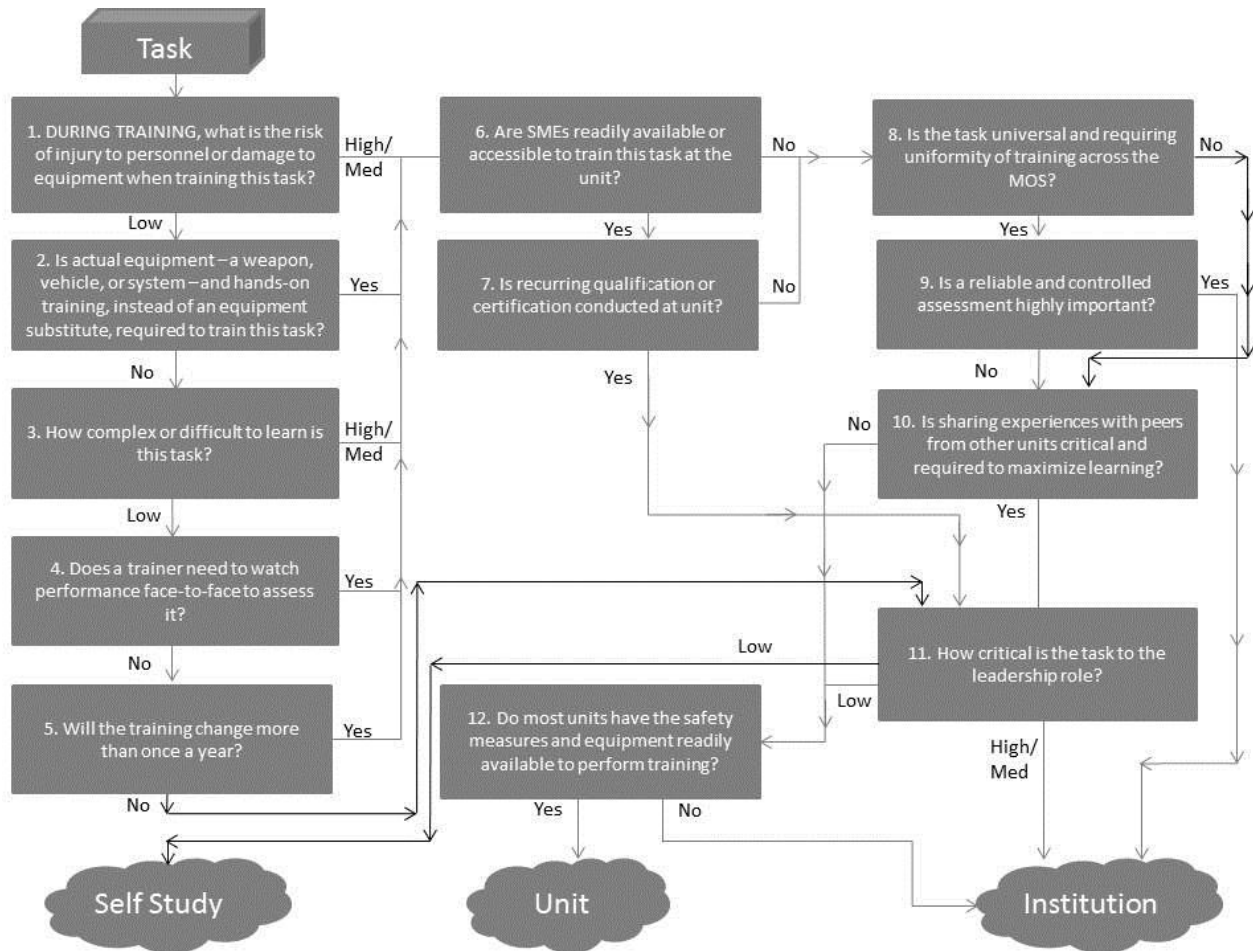 Task
1. DURING TRAINING, what is the risk
of injury to personnel or damage to
equipment when training this task?
High/
Med
Low
2. Is actual equipment – a weapon,
vehicle, or system – and hands-on
training, instead of an equipment
substitute, required to train this task?
Yes
No
3. How complex or difficult to learn is
this task?
High/
Med
Low
4. Does a trainer need to watch
performance face-to-face to assess
it?
Yes
No
5. Will the training change more
than once a year?
Yes
No
6. Are SMEs readily available or
accessible to train this task at the
unit?
No
Yes
7. Is recurring qualification or
certification conducted at unit?
No
Yes
8. Is the task universal and requiring
uniformity of training across the
MOS?
No
Yes
9. Is a reliable and controlled
assessment highly important?
Yes
No
10. Is sharing experiences with peers
from other units critical and
required to maximize learning?
No
Yes
11. How critical is the task to the
leadership role?
Low
Low
High/
Med
12. Do most units have the safety
measures and equipment readily
available to perform training?
Yes
No
Self Study
Unit
Institution